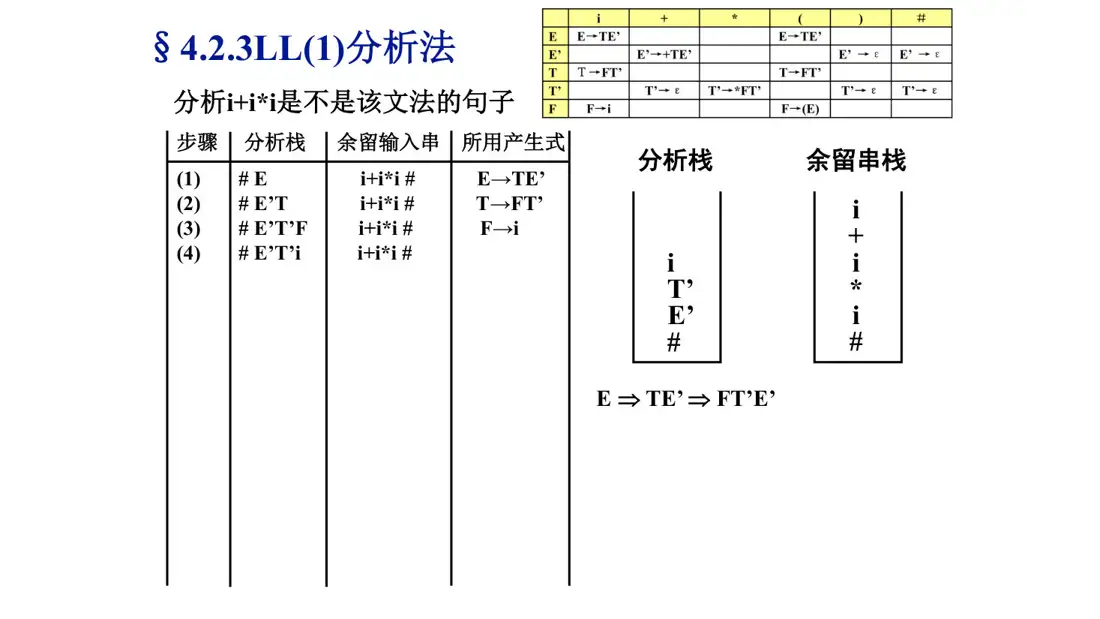 §4.2.3LL(1)分析法
i + * ( ) #
E E→TE’ E→TE’
E’ E’→+TE’ E’ → ε E’ → ε
T T→FT’ T→FT’
T’ T’→ ε T’→*FT’ T’→ ε T’→ ε
F F→i F→(E)
分析i+i*i是不是该文法的句子
步骤 分析栈 余留输入串 所用产生式
(1) # E i+i*i # E→TE’
(2) # E’T i+i*i # T→FT’
(3) # E’T’F i+i*i # F→i
(4) # E’T’i i+i*i #
分析栈
i
T’
E’
#
余留串栈
i
+
i
*
i
#
E ⇒ TE’ ⇒ FT’E’